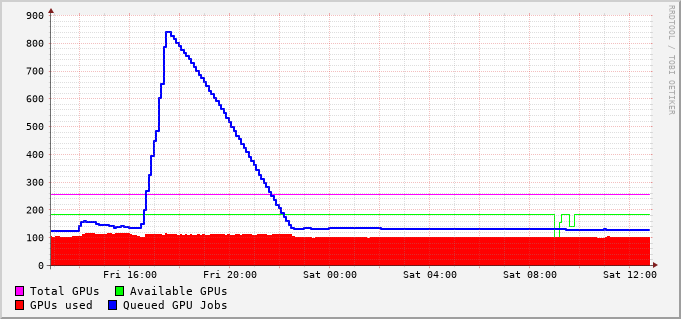 900
800
700
600
500
400
300
200
100
0
Fri 16:00 Fri 20:00 Sat 00:00 Sat 04:00 Sat 08:00 Sat 12:00
Total GPUs Available GPUs
GPUs used Queued GPU Jobs
RRDTOOL / TOBI OETIKER